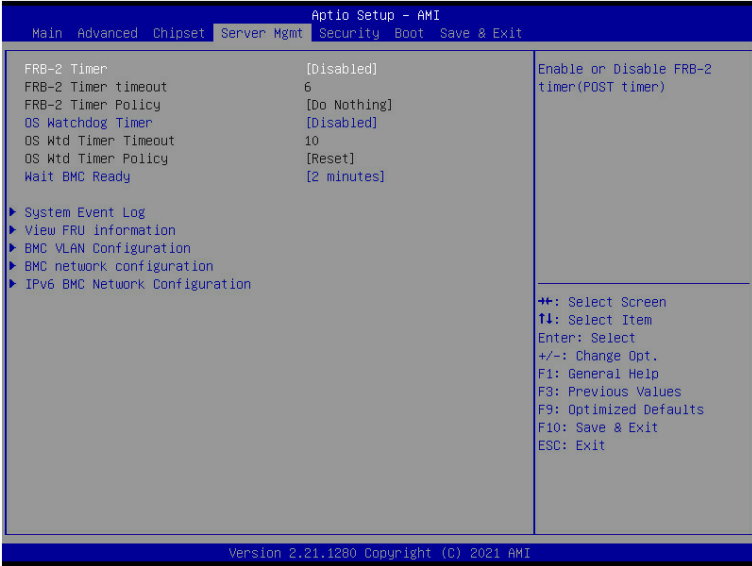 Aptio Setup – AMI
Main Advanced Chipset Server Mgmt Security Boot Save & Exit
FRB-2 Timer [Disabled]
FRB-2 Timer timeout 6
FRB-2 Timer Policy [Do Nothing]
OS Watchdog Timer [Disabled]
OS Wtd Timer Timeout 10
OS Wtd Timer Policy [Reset]
Wait BMC Ready [2 minutes]
System Event Log
View FRU information
BMC VLAN Configuration
BMC network configuration
IPv6 BMC Network Configuration
Enable or Disable FRB-2
timer(POST timer)
→←: Select Screen
↑↓: Select Item
Enter: Select
+/-: Change Opt.
F1: General Help
F3: Previous Values
F9: Optimized Defaults
F10: Save & Exit
ESC: Exit
Version 2.21.1280 Copyright (C) 2021 AMI